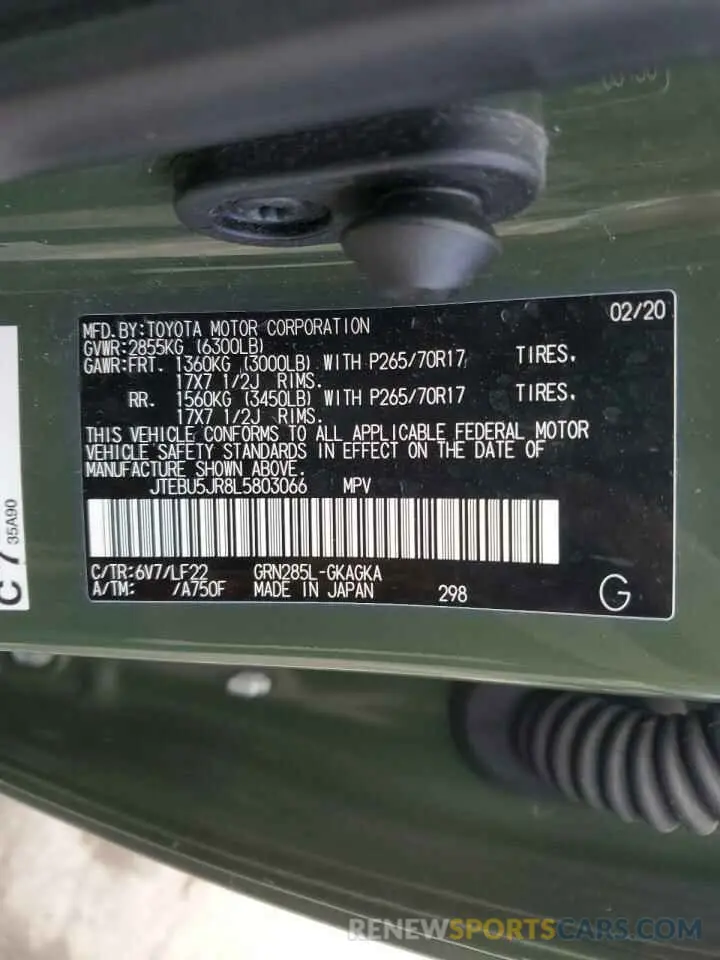 02/20
MFD.BY:TOYOTA MOTOR CORPORATION
GVWR:2855KG (6300LB)
GAWR:FRT. 1360KG (3000LB) WITH P265/70R17 TIRES.
17X7 1/2J RIMS.
RR. 1560KG (3450LB) WITH P265/70R17 TIRES.
17X7 1/2J RIMS.
THIS VEHICLE CONFORMS TO ALL APPLICABLE FEDERAL MOTOR
VEHICLE SAFETY STANDARDS IN EFFECT ON THE DATE OF
MANUFACTURE SHOWN ABOVE.
JTEBU5JR8L5803066 MPV
C/TR:6V7/LF22 GRN285L-GKAGKA
A/TM: /A750F MADE IN JAPAN 298 G
C 7
35A90
RENEWSPORTSCARS.COM